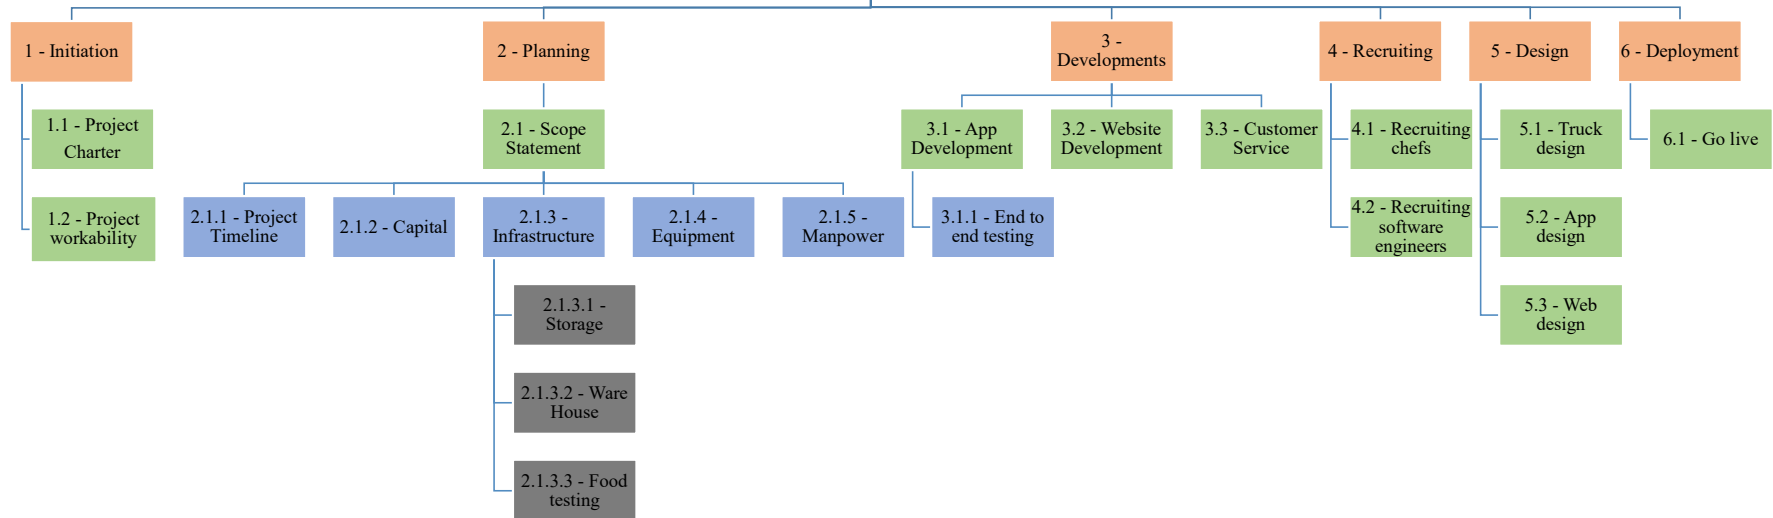 1 - Initiation
2 - Planning
3 -
Developments
4 - Recruiting
5 - Design
6 - Deployment
1.1 - Project
Charter
2.1 - Scope
Statement
3.1 - App
Development
3.2 - Website
Development
3.3 - Customer
Service
4.1 - Recruiting
chefs
5.1 - Truck
design
6.1 - Go live
1.2 - Project
workability
2.1.1 - Project
Timeline
2.1.2 - Capital
2.1.3 -
Infrastructure
2.1.4 -
Equipment
2.1.5 -
Manpower
3.1.1 - End to
end testing
4.2 - Recruiting
software
engineers
5.2 - App
design
2.1.3.1 -
Storage
5.3 - Web
design
2.1.3.2 - Ware
House
2.1.3.3 - Food
testing